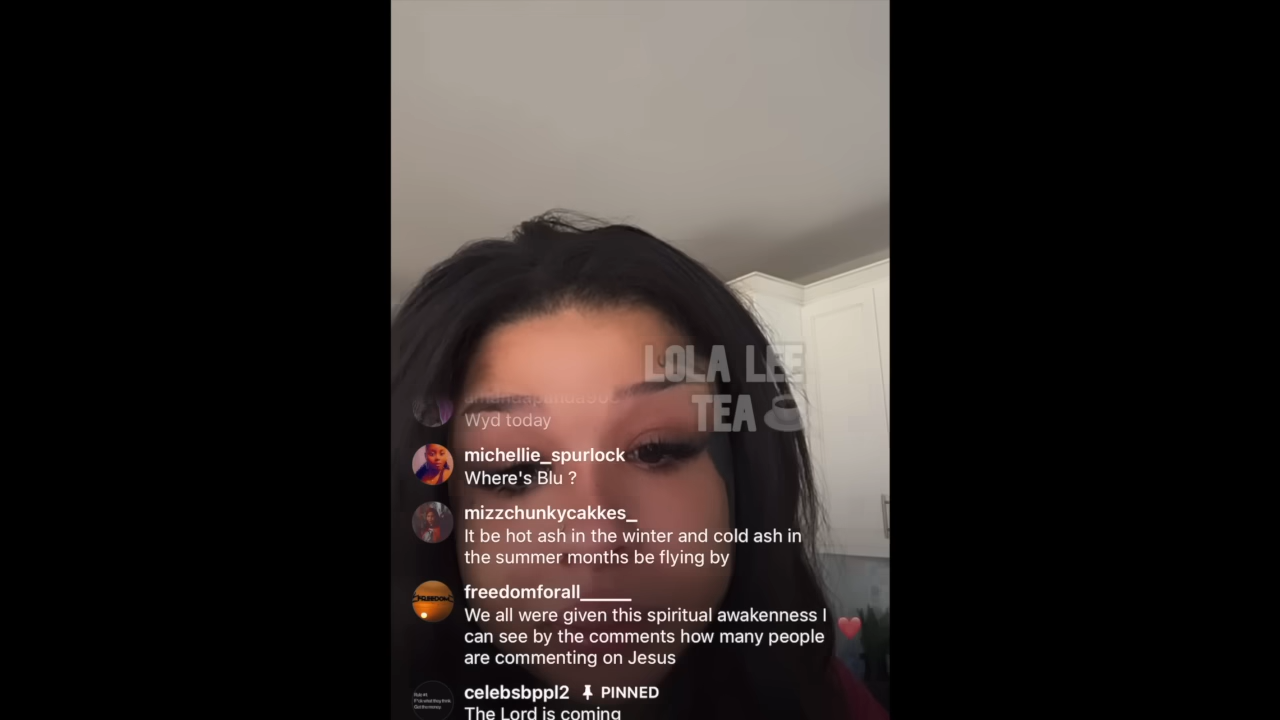 LOLA LEE
TEA
Wyd today
michellie_spurlock
Where's Blu ?
mizzchunkycakkes_
It be hot ash in the winter and cold ash in
the summer months be flying by
freedomforall_____
We all were given this spiritual awakenness I
can see by the comments how many people
are commenting on Jesus
celebsbppl2 PINNED
The Lord is coming